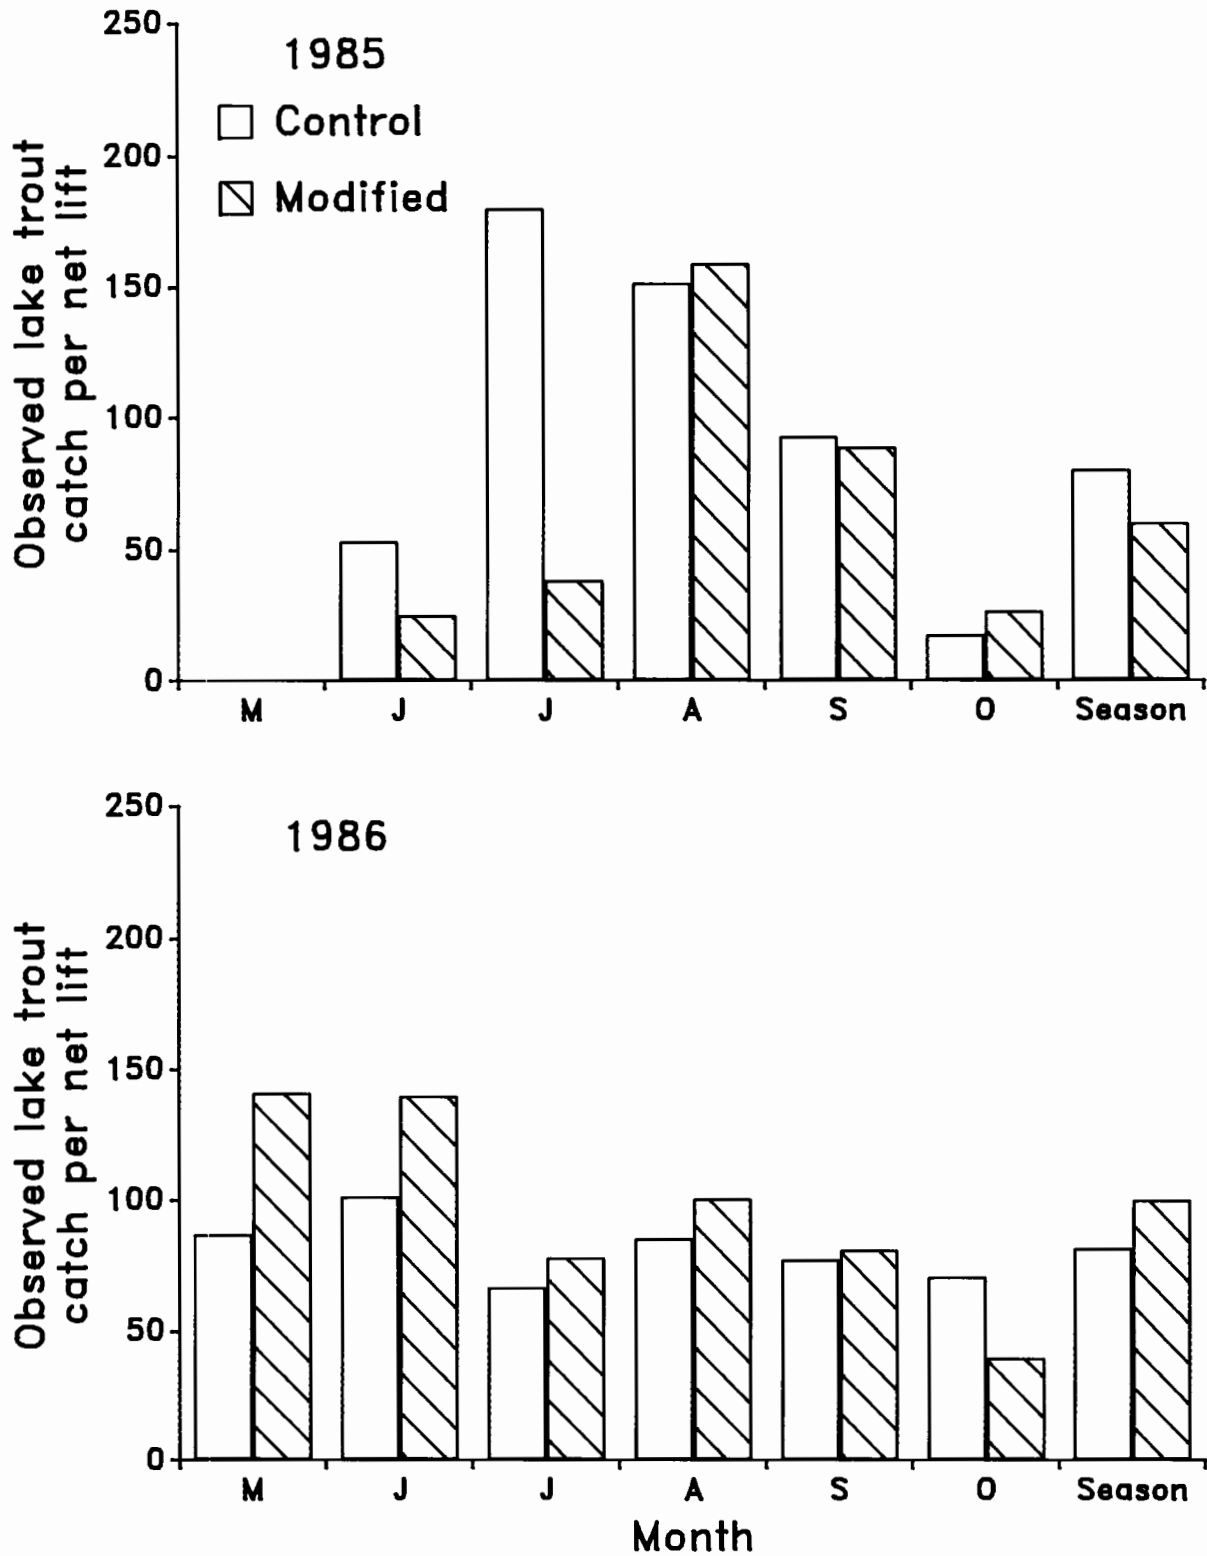 250
1985
Control
200
Modified
150
100
50
0
Observed lake trout
catch per net lift
M J J A S O Season
250
1986
200
150
100
50
0
Observed lake trout
catch per net lift
M J J A S O Season
Month